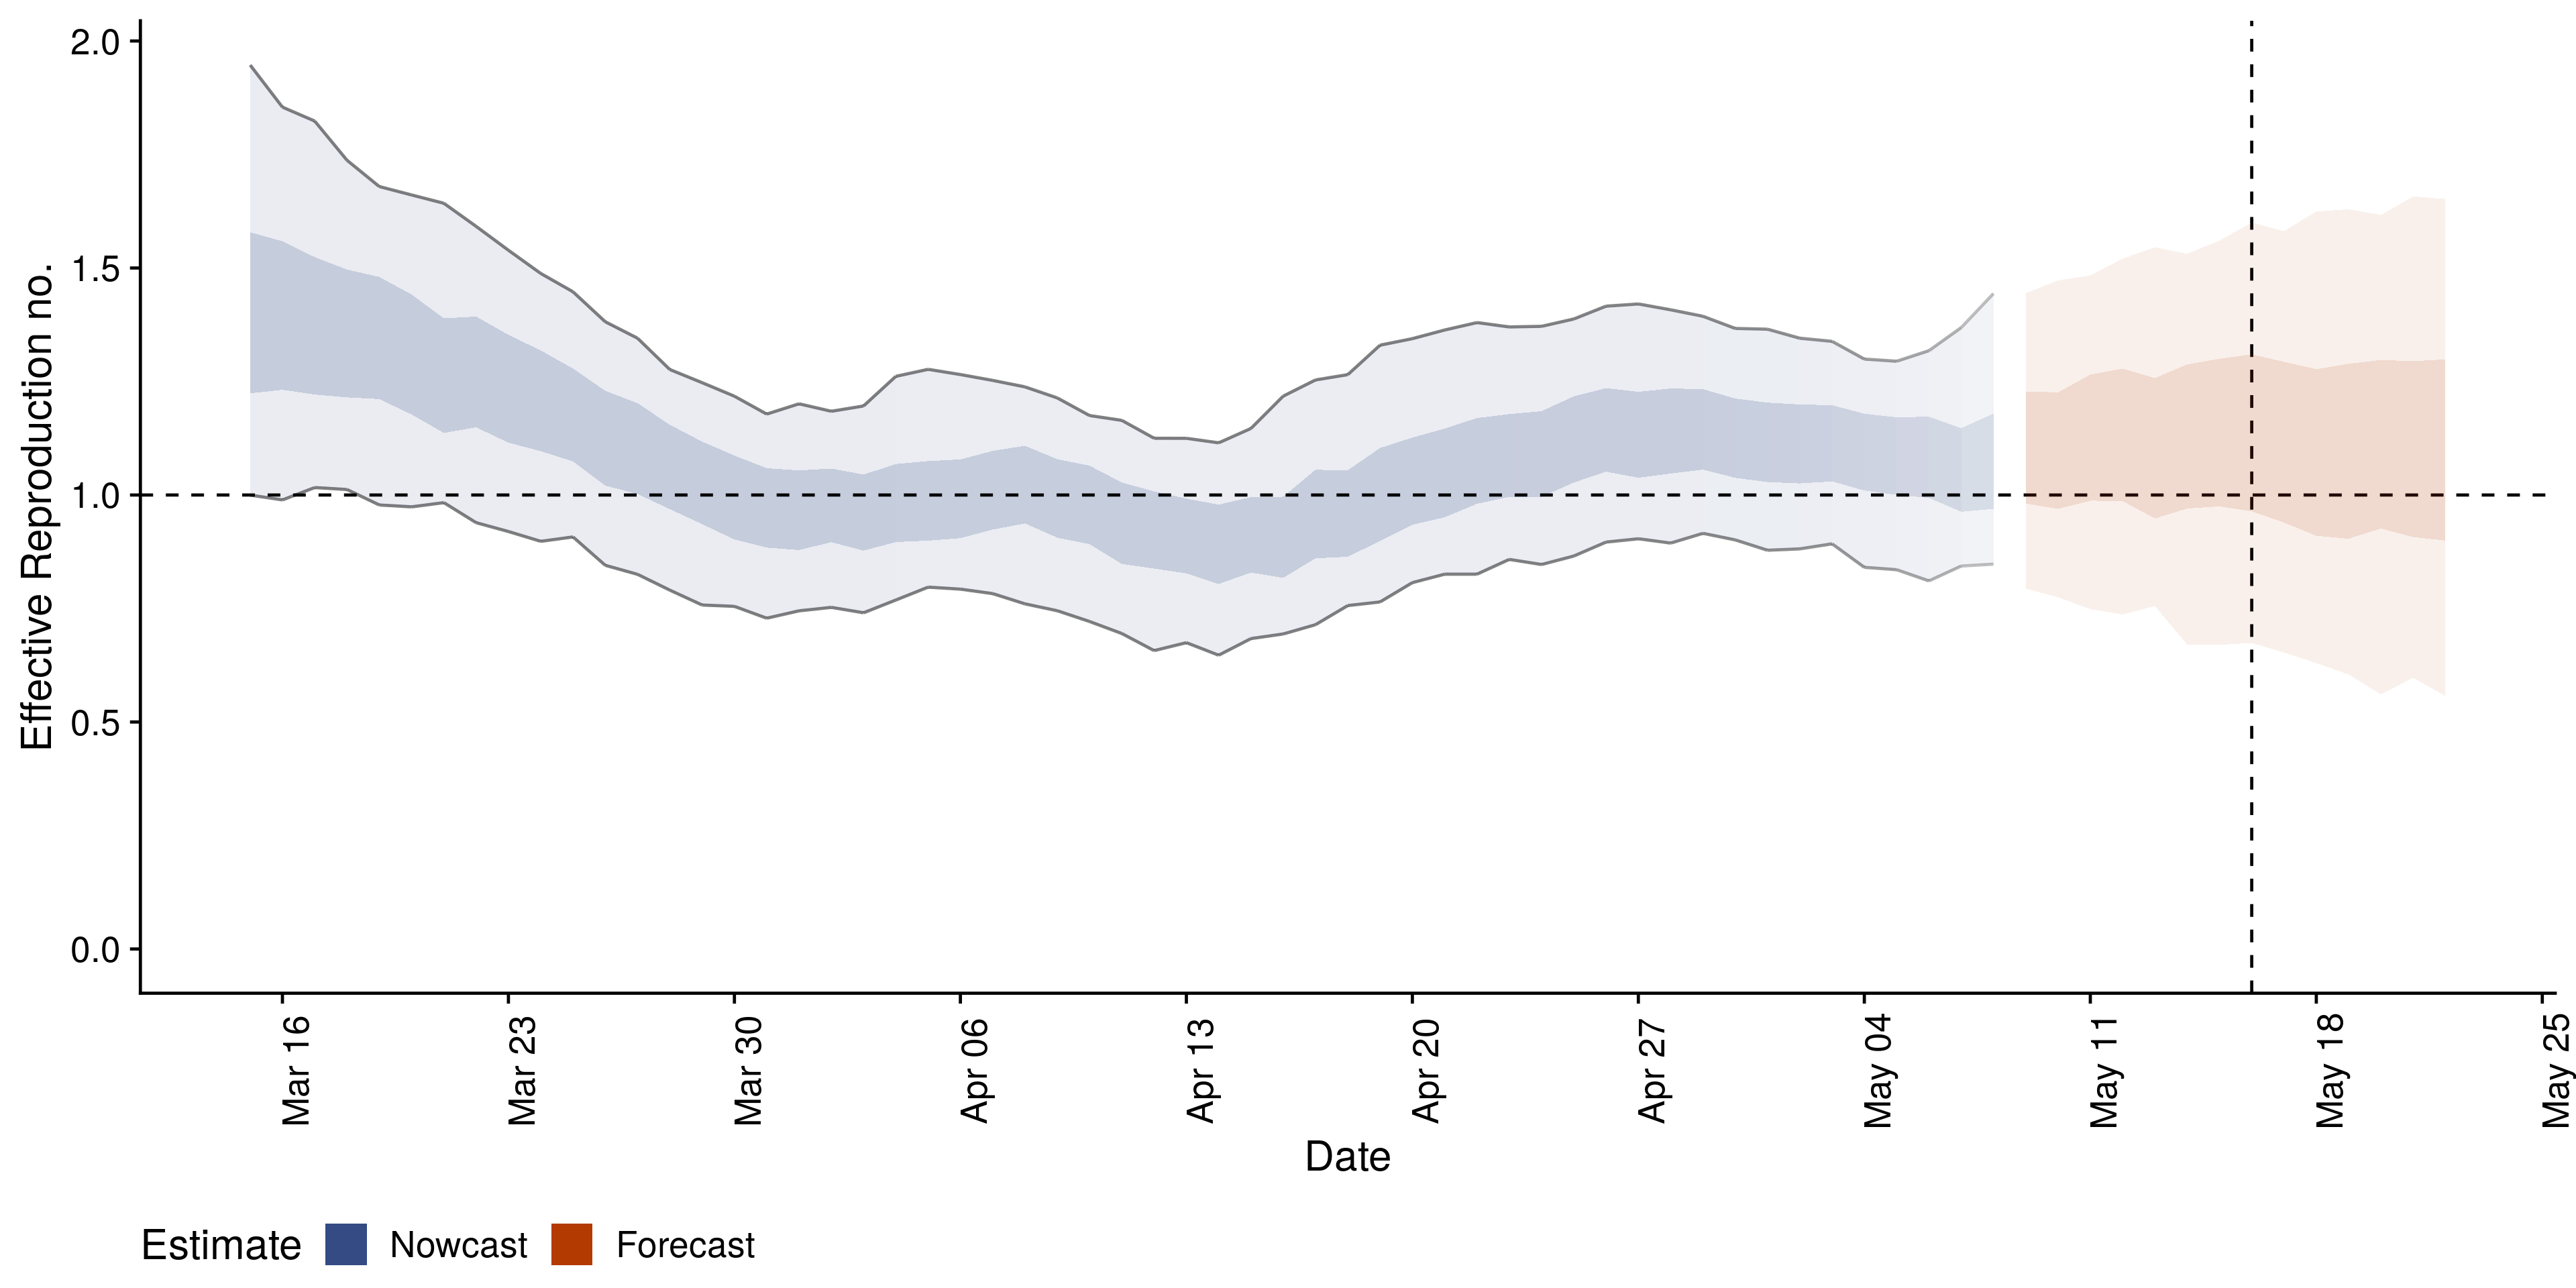 Effective Reproduction no.
2.0
1.5
1.0
0.5
0.0
Mar 16
Mar 23
Mar 30
Apr 06
Apr 13
Apr 20
Apr 27
May 04
May 11
May 18
May 25
Date
Estimate Nowcast Forecast